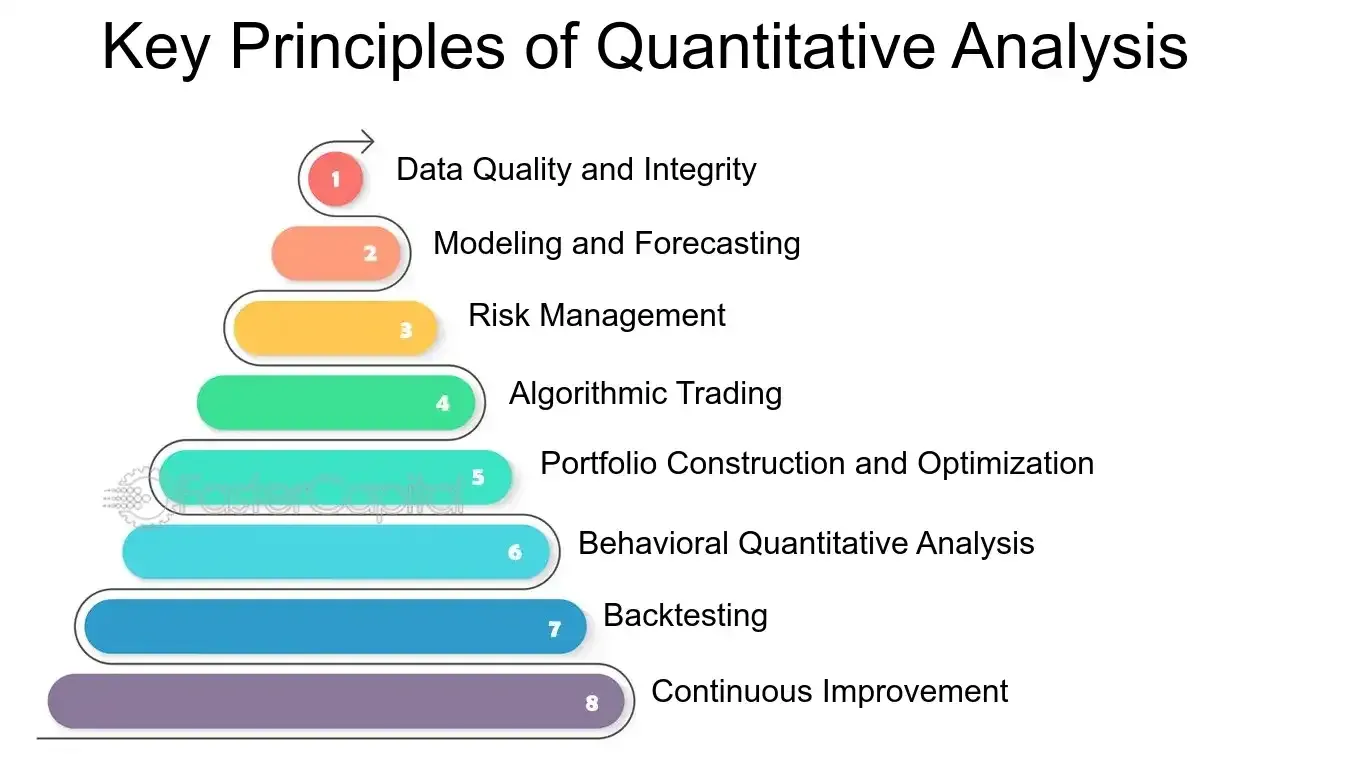 Key Principles of Quantitative Analysis
1 Data Quality and Integrity
2 Modeling and Forecasting
3 Risk Management
4 Algorithmic Trading
5 Portfolio Construction and Optimization
FasterCapital
6 Behavioral Quantitative Analysis
7 Backtesting
8 Continuous Improvement